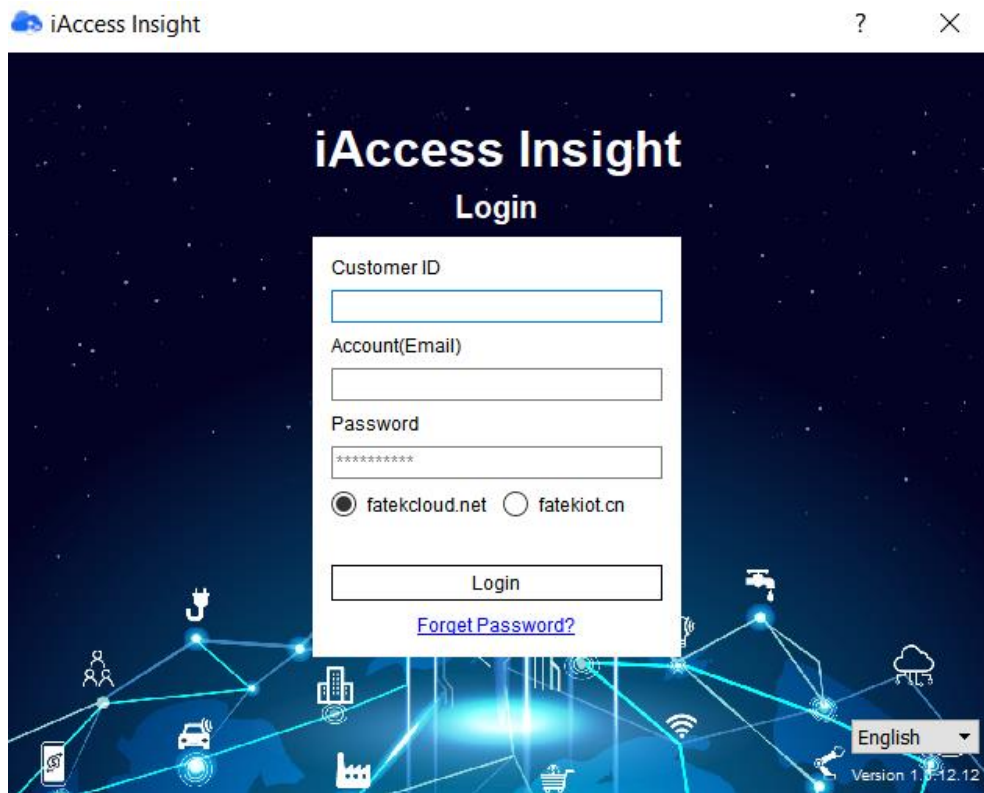 iAccess Insight
?
iAccess Insight
Login
Customer ID
Account(Email)
Password
**********
fatekcloud.net fatekiot.cn
Login
Forget Password?
English
Version